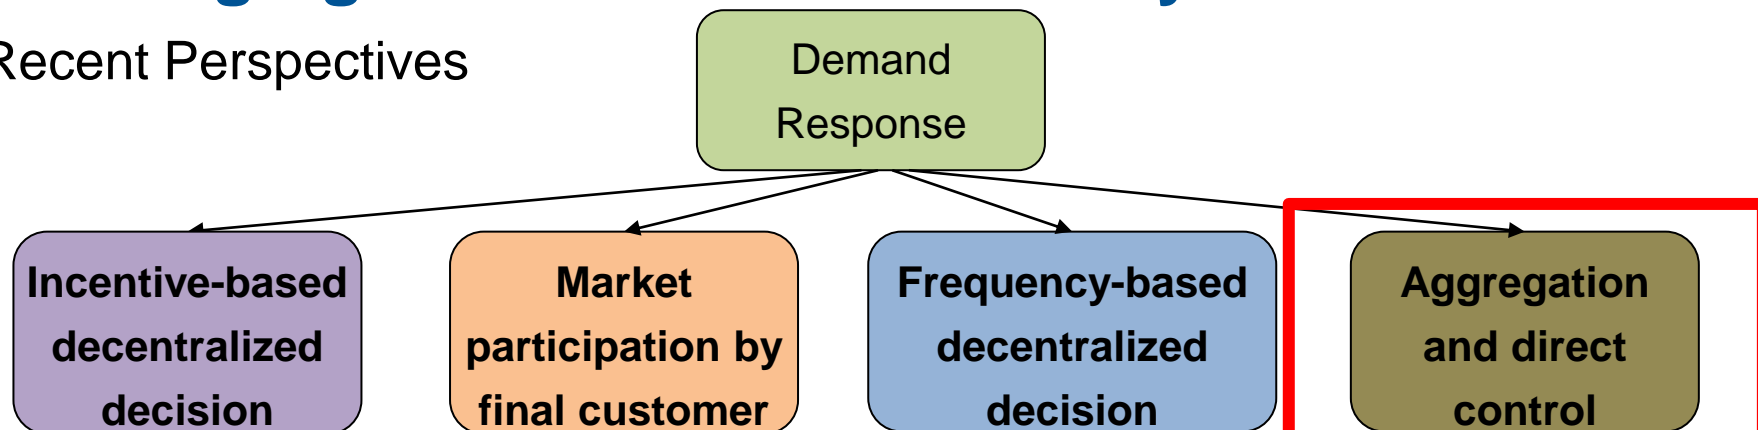 Recent Perspectives
Demand
Response
Incentive-based
decentralized
decision
Market
participation by
final customer
Frequency-based
decentralized
decision
Aggregation
and direct
control